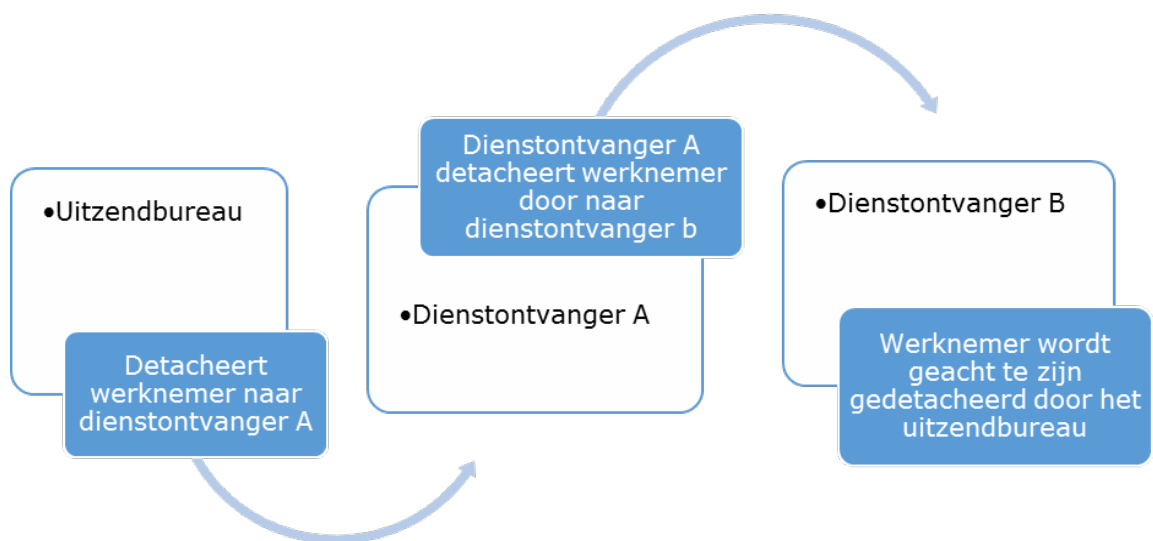 •Uitzendbureau
Detacheert
werknemer naar
dienstontvanger A
Dienstontvanger A
detacheert werknemer
door naar
dienstontvanger b
•Dienstontvanger A
•Dienstontvanger B
Werknemer wordt
geacht te zijn
gedetacheerd door het
uitzendbureau